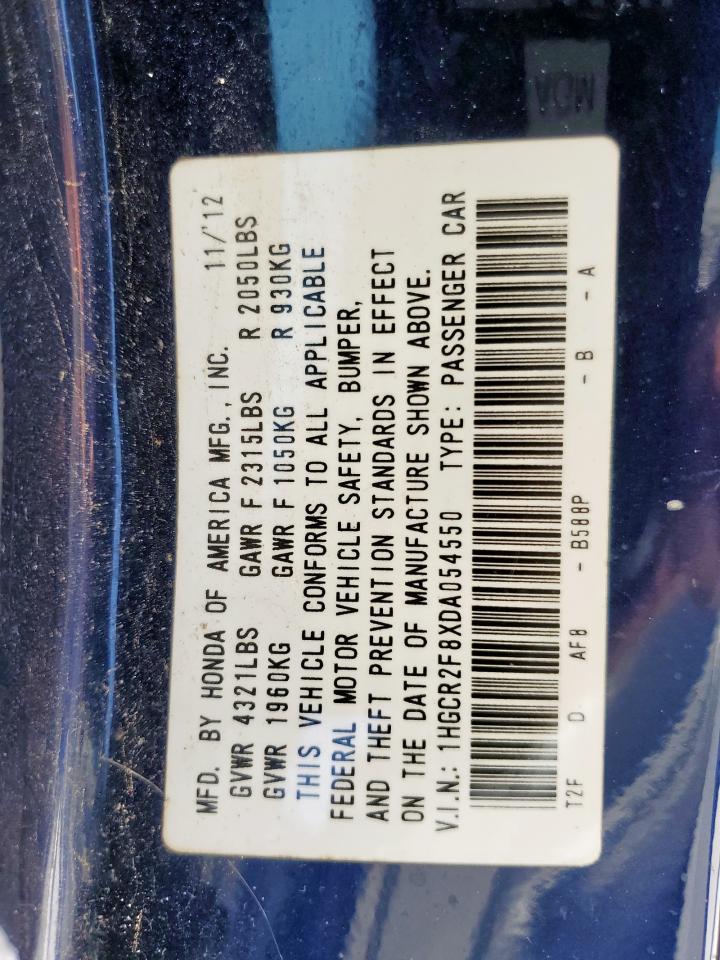 MFD. BY HONDA OF AMERICA MFG., INC. 11/'12
GVWR 4321LBS GAWR F 2315LBS R 2050LBS
GVWR 1960KG GAWR F 1050KG R 930KG
THIS VEHICLE CONFORMS TO ALL APPLICABLE
FEDERAL MOTOR VEHICLE SAFETY, BUMPER,
AND THEFT PREVENTION STANDARDS IN EFFECT
ON THE DATE OF MANUFACTURE SHOWN ABOVE.
V.I.N.: 1HGCR2F8XDA054550 TYPE: PASSENGER CAR
T2F D AF8 - B588P - B - A